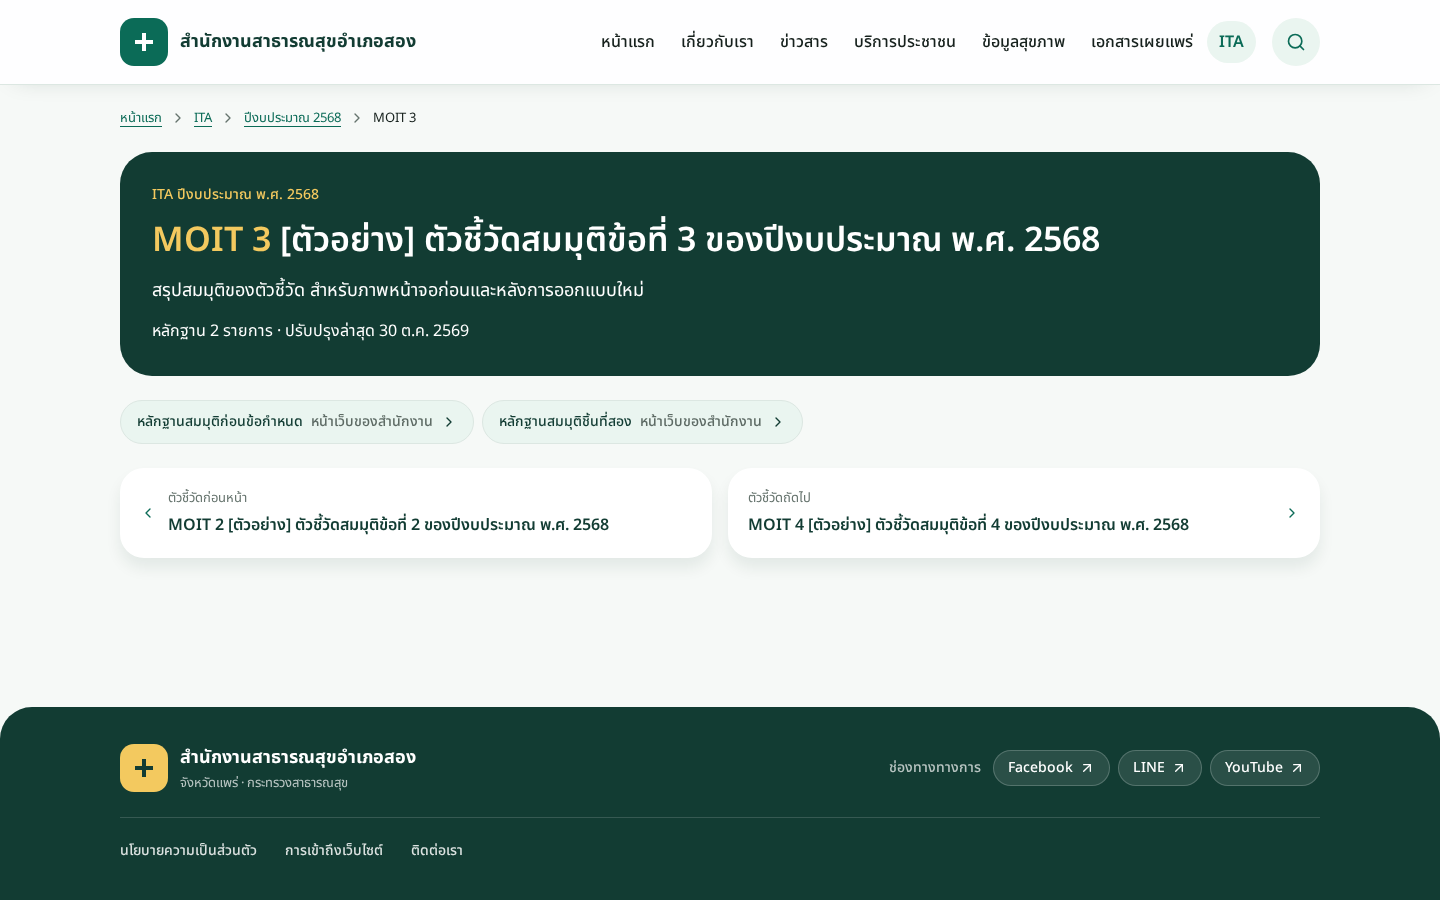 สำนักงานสาธารณสุขอำเภอสอง
หน้าแรก เกี่ยวกับเรา ข่าวสาร บริการประชาชน ข้อมูลสุขภาพ เอกสารเผยแพร่ ITA
หน้าแรก ITA ปีงบประมาณ 2568 MOIT 3
ITA ปีงบประมาณ พ.ศ. 2568
MOIT 3 [ตัวอย่าง] ตัวชี้วัดสมมุติข้อที่ 3 ของปีงบประมาณ พ.ศ. 2568
สรุปสมมุติของตัวชี้วัด สำหรับภาพหน้าจอก่อนและหลังการออกแบบใหม่
หลักฐาน 2 รายการ · ปรับปรุงล่าสุด 30 ต.ค. 2569
หลักฐานสมมุติก่อนข้อกำหนด หน้าเว็บของสำนักงาน
หลักฐานสมมุติชิ้นที่สอง หน้าเว็บของสำนักงาน
ตัวชี้วัดก่อนหน้า
MOIT 2 [ตัวอย่าง] ตัวชี้วัดสมมุติข้อที่ 2 ของปีงบประมาณ พ.ศ. 2568
ตัวชี้วัดถัดไป
MOIT 4 [ตัวอย่าง] ตัวชี้วัดสมมุติข้อที่ 4 ของปีงบประมาณ พ.ศ. 2568
สำนักงานสาธารณสุขอำเภอสอง
จังหวัดแพร่ · กระทรวงสาธารณสุข
ช่องทางทางการ Facebook LINE YouTube
นโยบายความเป็นส่วนตัว การเข้าถึงเว็บไซต์ ติดต่อเรา